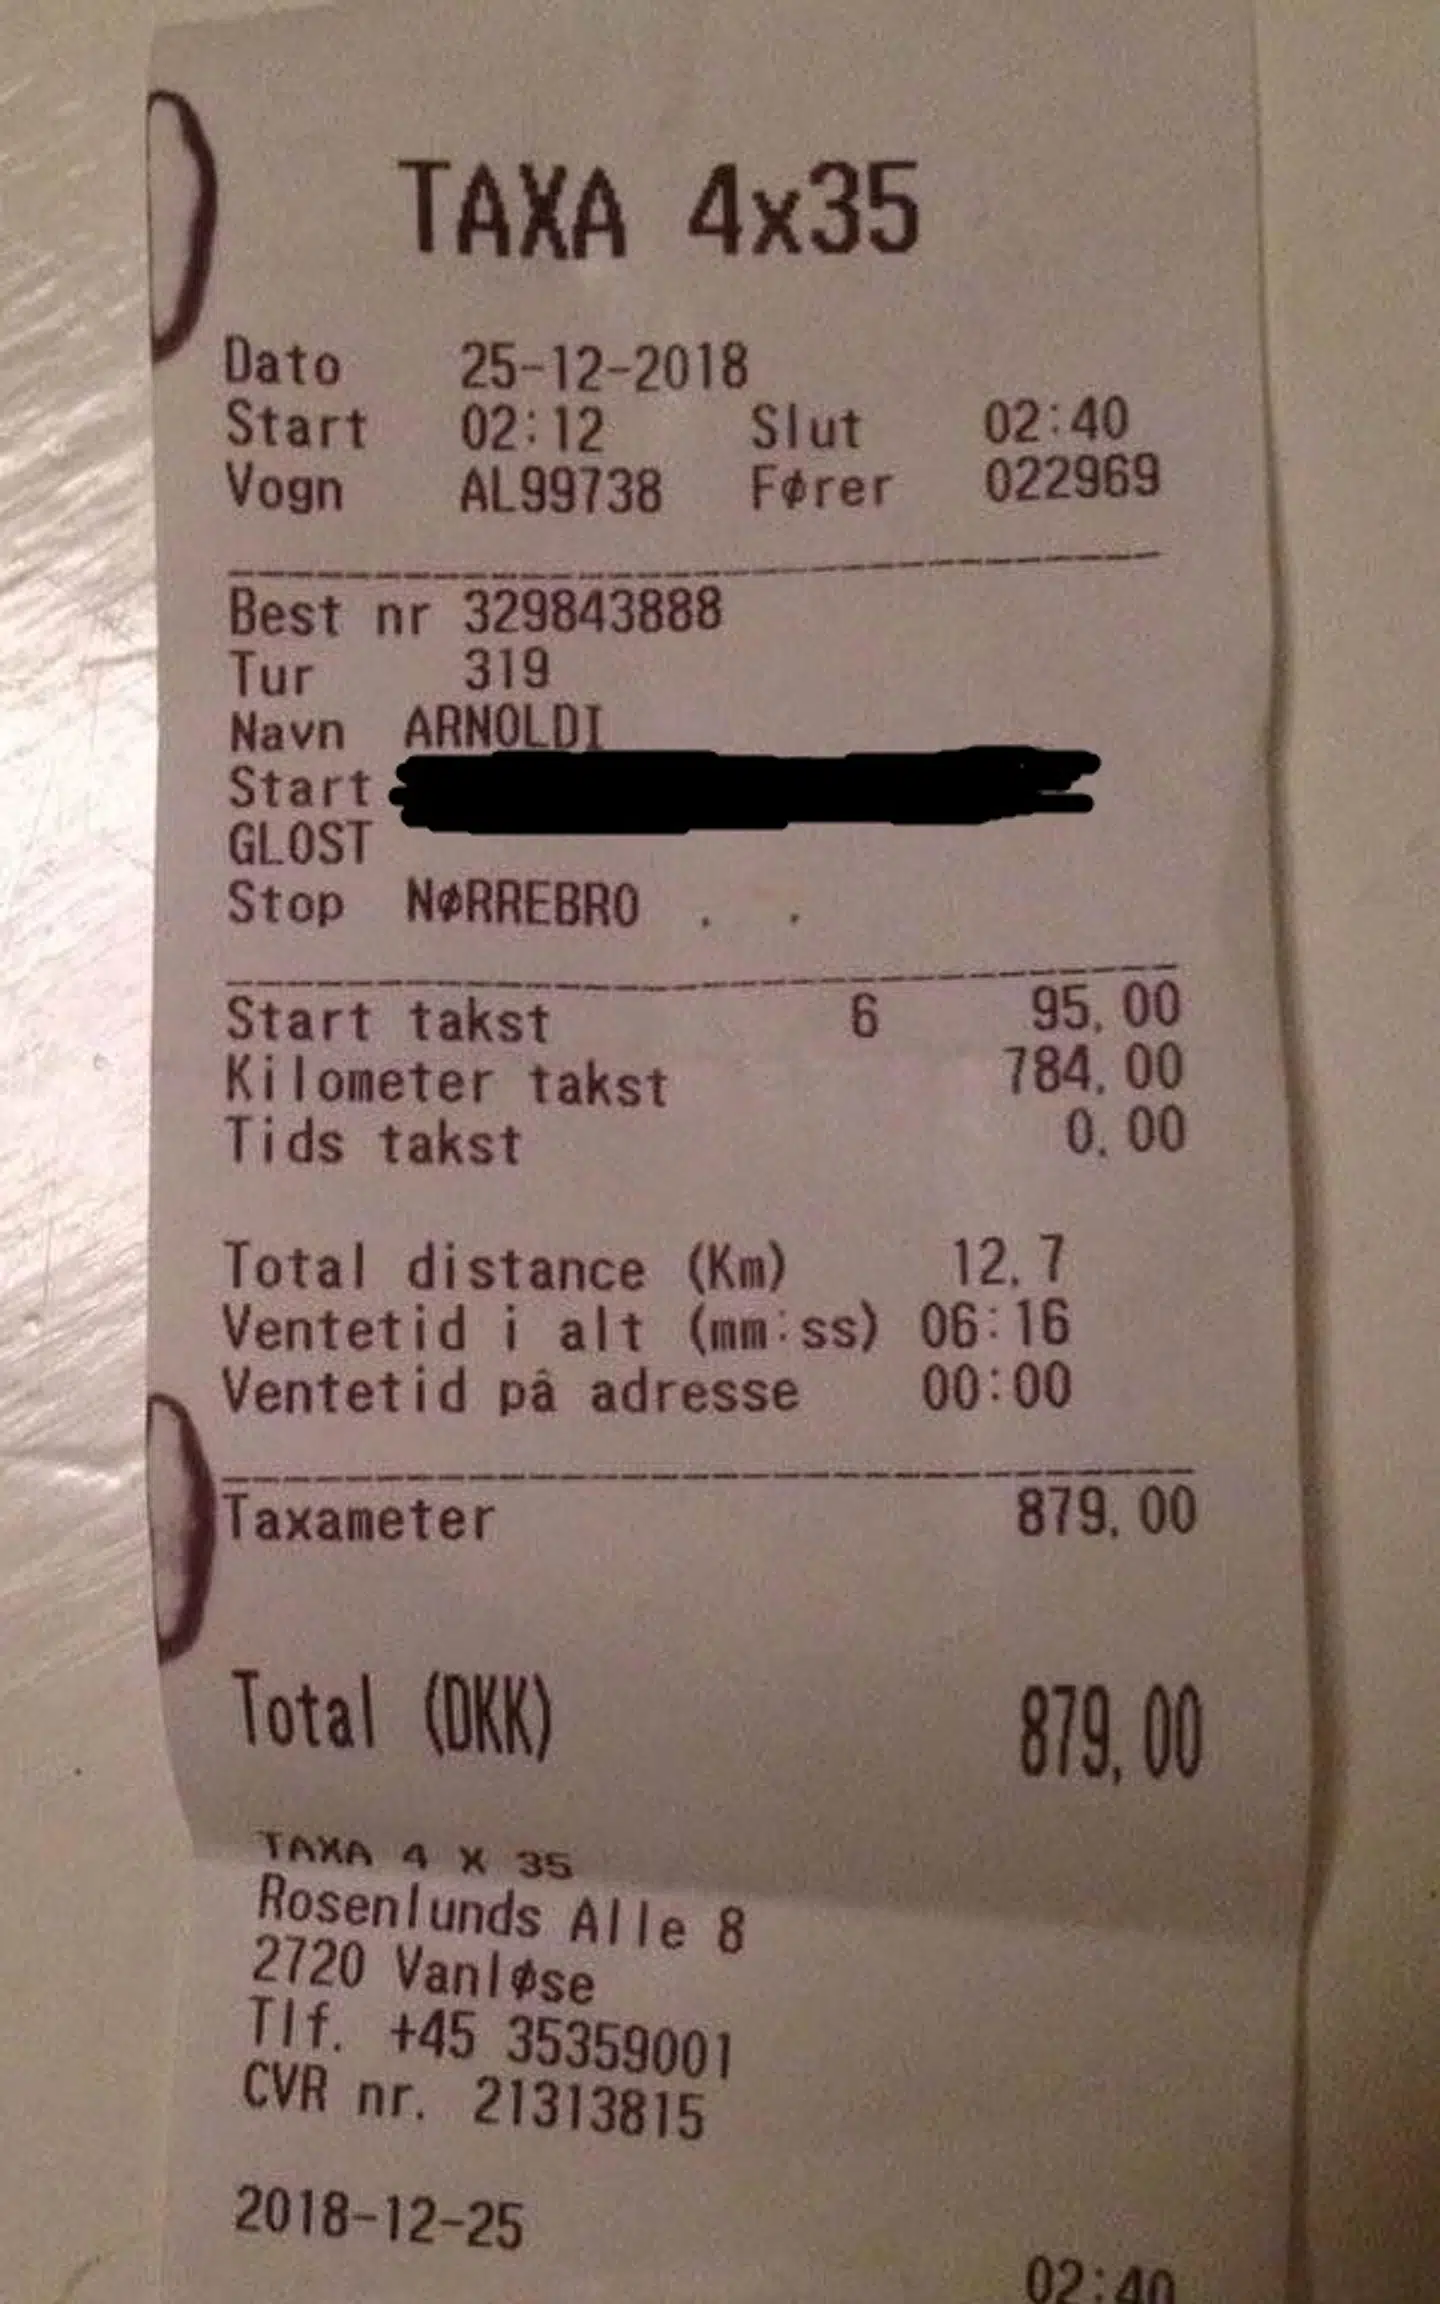 TAXA 4x35
Dato 25-12-2018
Start 02:12 Slut 02:40
Vogn AL99738 Fører 022969
Best nr 329843888
Tur 319
Navn ARNOLDI
Start
GLOST
Stop NØRREBRO . .
Start takst 6 95,00
Kilometer takst 784,00
Tids takst 0,00
Total distance (Km) 12,7
Ventetid i alt (mm:ss) 06:16
Ventetid på adresse 00:00
Taxameter 879,00
Total (DKK) 879,00
TAXA 4 X 35
Rosenlunds Alle 8
2720 Vanløse
Tlf. +45 35359001
CVR nr. 21313815
2018-12-25
02:40